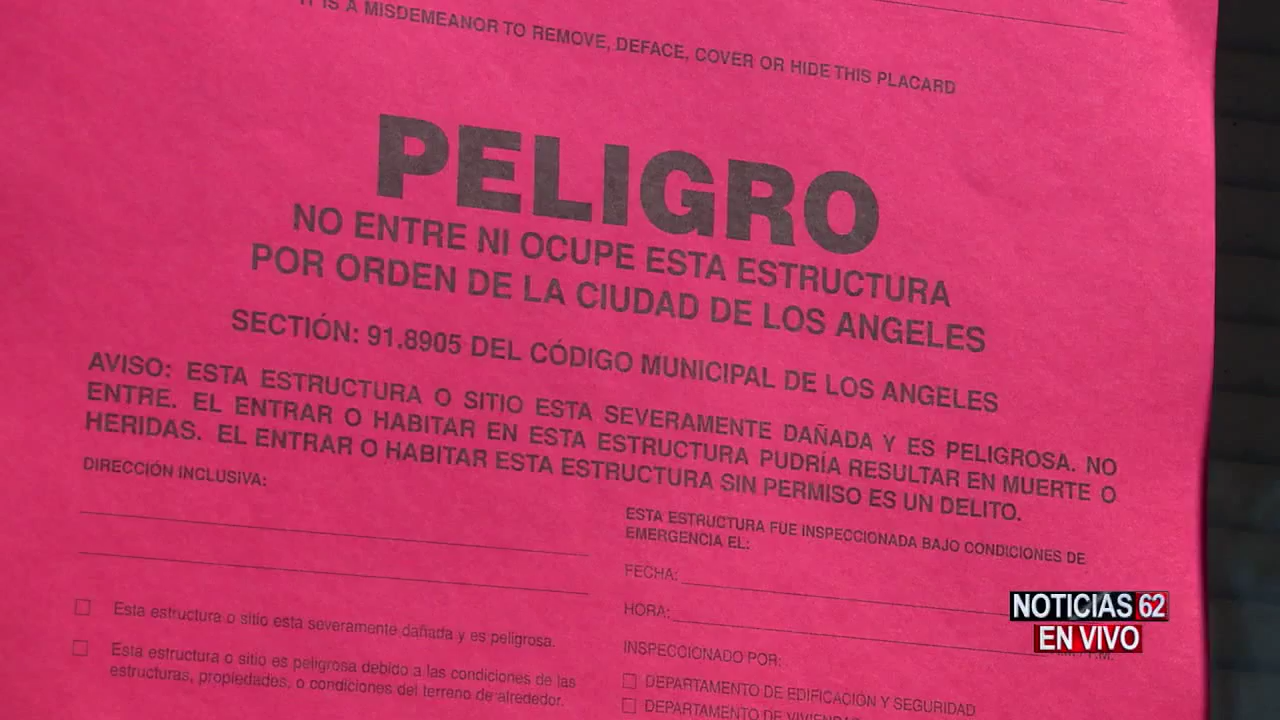 IT IS A MISDEMEANOR TO REMOVE, DEFACE, COVER OR HIDE THIS PLACARD
PELIGRO
NO ENTRE NI OCUPE ESTA ESTRUCTURA
POR ORDEN DE LA CIUDAD DE LOS ANGELES
SECTIÓN: 91.8905 DEL CÓDIGO MUNICIPAL DE LOS ANGELES
AVISO: ESTA ESTRUCTURA O SITIO ESTA SEVERAMENTE DAÑADA Y ES PELIGROSA. NO
ENTRE. EL ENTRAR O HABITAR EN ESTA ESTRUCTURA PUDRÍA RESULTAR EN MUERTE O
HERIDAS. EL ENTRAR O HABITAR ESTA ESTRUCTURA SIN PERMISO ES UN DELITO.
DIRECCIÓN INCLUSIVA:
Esta estructura o sitio esta severamente dañada y es peligrosa.
Esta estructura o sitio es peligrosa debido a las condiciones de las
estructuras, propiedades, o condiciones del terreno de alrededor.
ESTA ESTRUCTURA FUE INSPECCIONADA BAJO CONDICIONES DE
EMERGENCIA EL:
FECHA:
HORA:
INSPECCIONADO POR:
DEPARTAMENTO DE EDIFICACIÓN Y SEGURIDAD
DEPARTAMENTO DE
NOTICIAS 62
EN VIVO